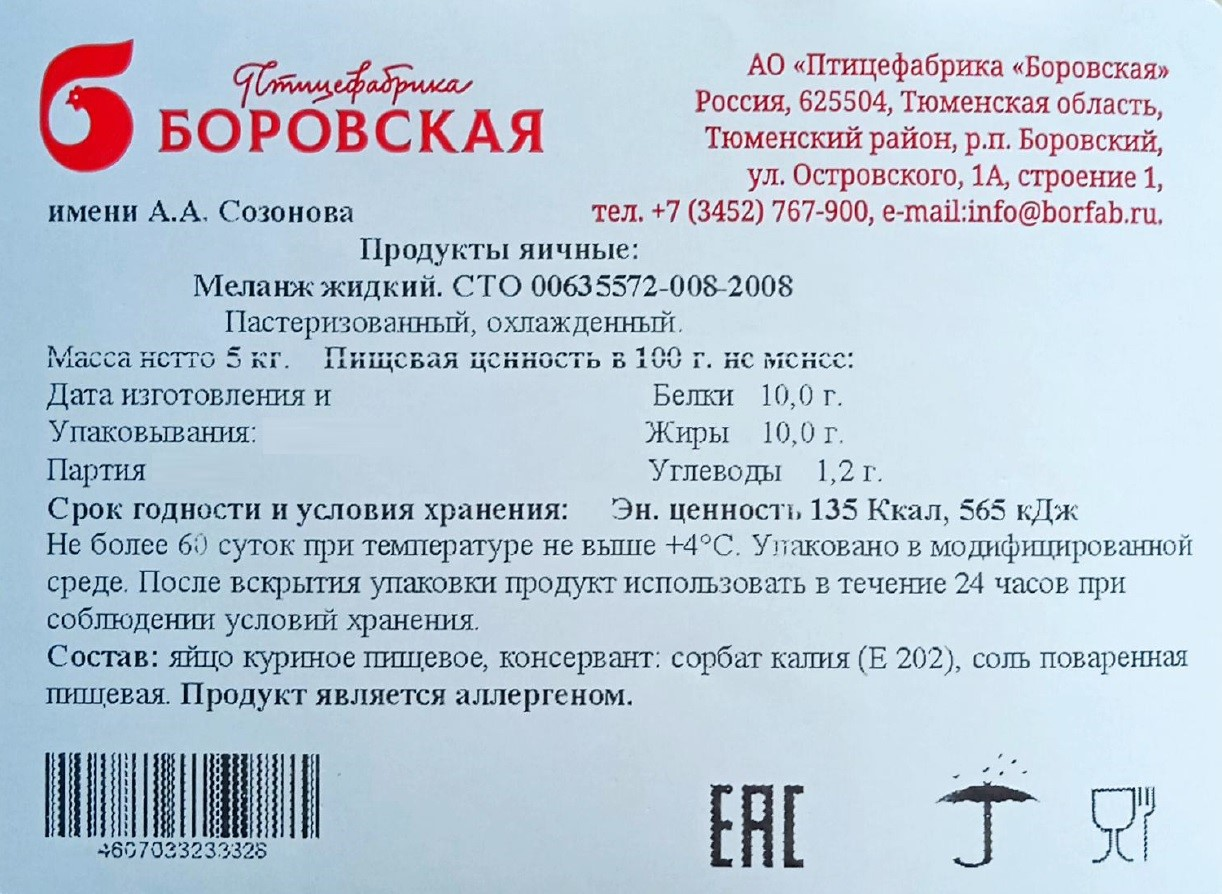 Птицефабрика
БОРОВСКАЯ
имени А.А. Созонова
АО «Птицефабрика «Боровская»
Россия, 625504, Тюменская область,
Тюменский район, р.п. Боровский,
ул. Островского, 1А, строение 1,
тел. +7 (3452) 767-900, e-mail:info@borfab.ru.
Продукты яичные:
Меланж жидкий. СТО 00635572-008-2008
Пастеризованный, охлажденный.
Масса нетто 5 кг. Пищевая ценность в 100 г. не менее:
Дата изготовления и Белки 10,0 г.
Упаковывания: Жиры 10,0 г.
Партия Углеводы 1,2 г.
Срок годности и условия хранения: Эн. ценность 135 Ккал, 565 кДж
Не более 60 суток при температуре не выше +4°С. Упаковано в модифицированной
среде. После вскрытия упаковки продукт использовать в течение 24 часов при
соблюдении условий хранения.
Состав: яйцо куриное пищевое, консервант: сорбат калия (Е 202), соль поваренная
пищевая. Продукт является аллергеном.
4607033233328
ЕАС